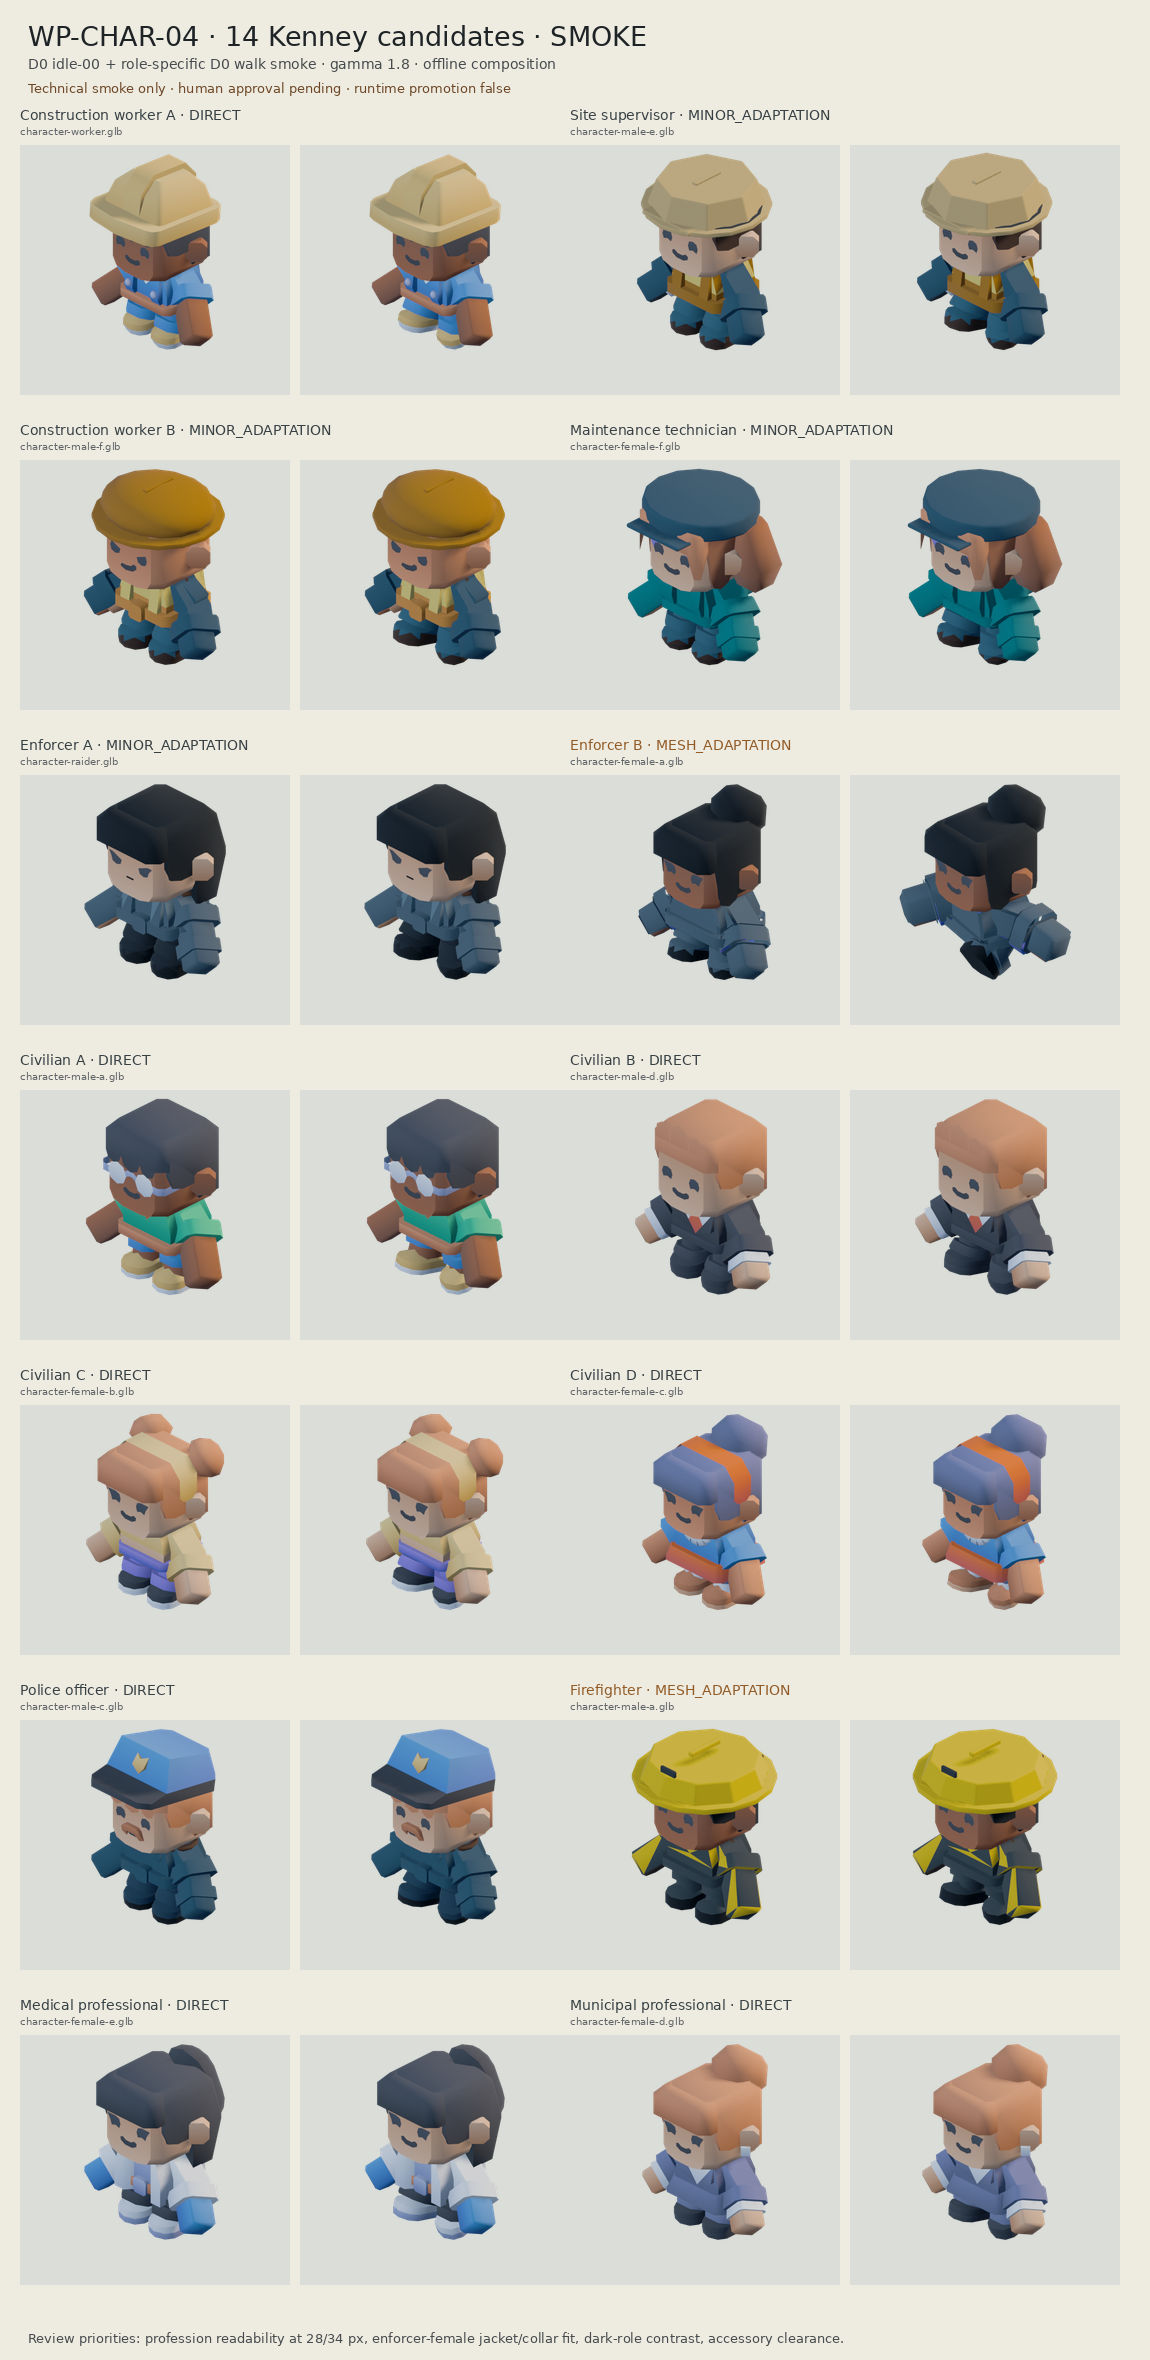 WP-CHAR-04 · 14 Kenney candidates · SMOKE
D0 idle-00 + role-specific D0 walk smoke · gamma 1.8 · offline composition
Technical smoke only · human approval pending · runtime promotion false
Construction worker A · DIRECT
character-worker.glb
Site supervisor · MINOR_ADAPTATION
character-male-e.glb
Construction worker B · MINOR_ADAPTATION
character-male-f.glb
Maintenance technician · MINOR_ADAPTATION
character-female-f.glb
Enforcer A · MINOR_ADAPTATION
character-raider.glb
Enforcer B · MESH_ADAPTATION
character-female-a.glb
Civilian A · DIRECT
character-male-a.glb
Civilian B · DIRECT
character-male-d.glb
Civilian C · DIRECT
character-female-b.glb
Civilian D · DIRECT
character-female-c.glb
Police officer · DIRECT
character-male-c.glb
Firefighter · MESH_ADAPTATION
character-male-a.glb
Medical professional · DIRECT
character-female-e.glb
Municipal professional · DIRECT
character-female-d.glb
Review priorities: profession readability at 28/34 px, enforcer-female jacket/collar fit, dark-role contrast, accessory clearance.